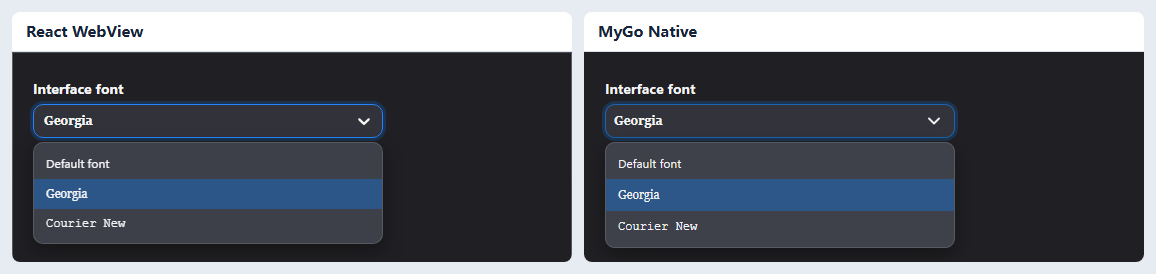 React WebView
Interface font
Georgia
Default font
Georgia
Courier New
MyGo Native
Interface font
Georgia
Default font
Georgia
Courier New